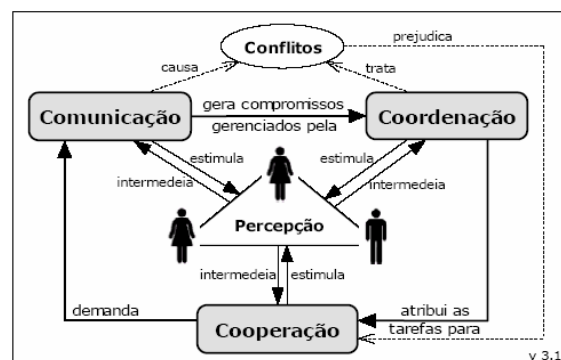 Conflitos
prejudica
causa
trata
Comunicação
gera compromissos
gerenciados pela
Coordenação
estimula
intermedeia
estimula
intermedeia
Percepção
intermedeia
estimula
demanda
Cooperação
atribui as
tarefas para
v 3.1